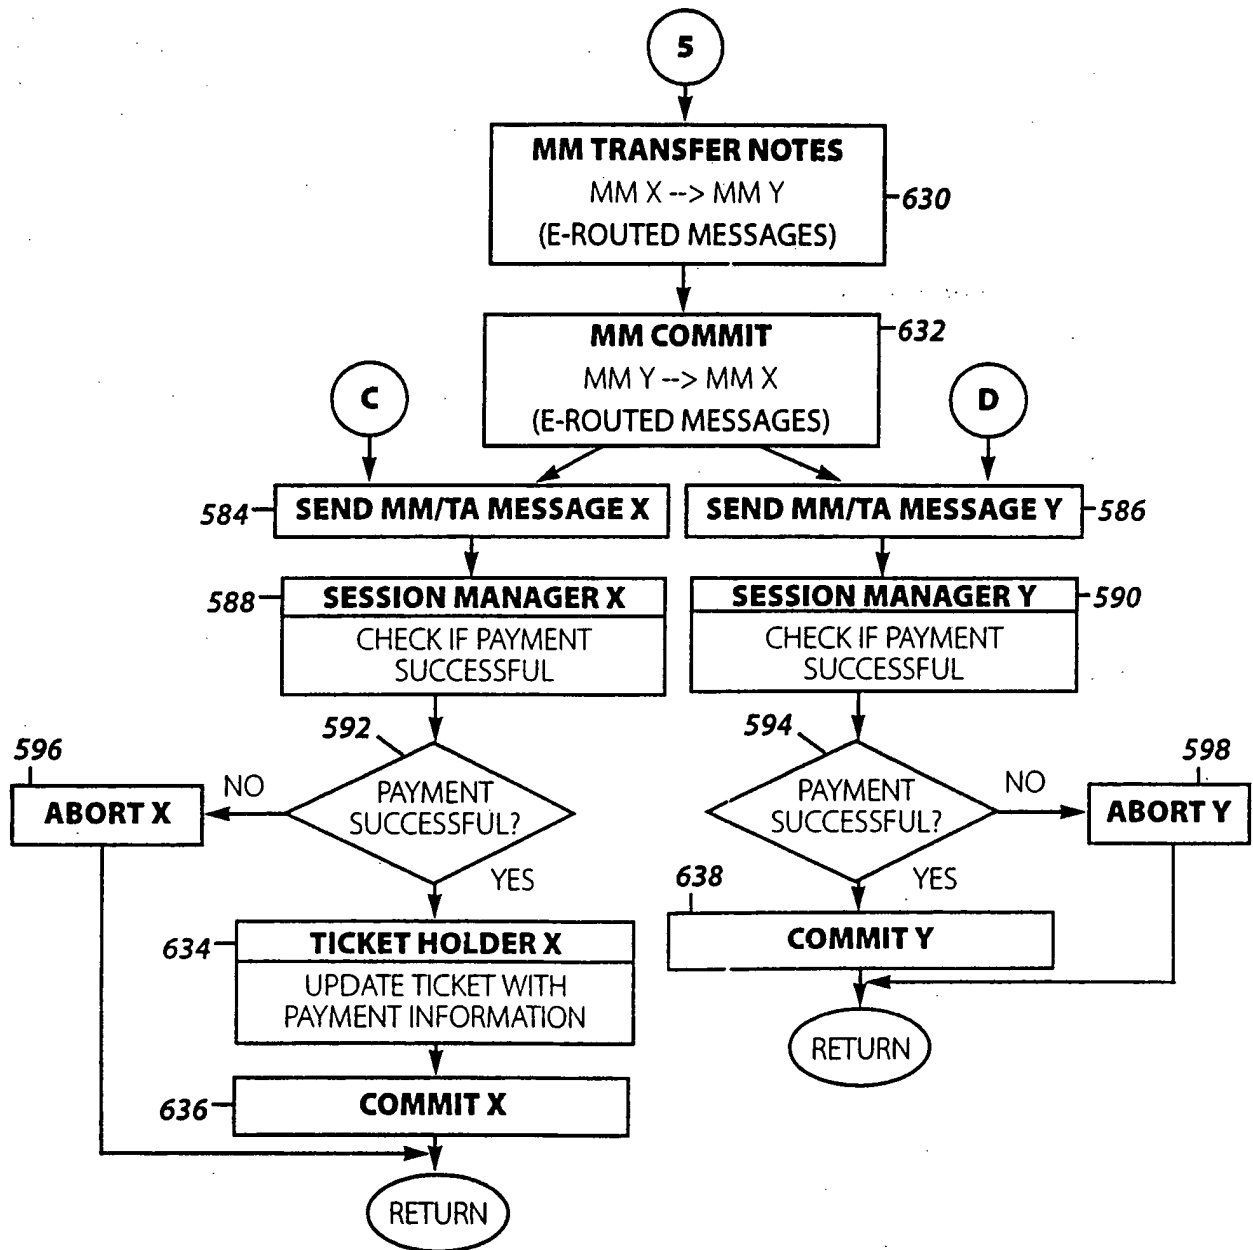 5
MM TRANSFER NOTES
MM X --> MM Y
(E-ROUTED MESSAGES)
630
MM COMMIT
MM Y --> MM X
(E-ROUTED MESSAGES)
632
C
D
584
SEND MM/TA MESSAGE X
SEND MM/TA MESSAGE Y
586
588
SESSION MANAGER X
CHECK IF PAYMENT
SUCCESSFUL
SESSION MANAGER Y
CHECK IF PAYMENT
SUCCESSFUL
590
592
PAYMENT
SUCCESSFUL?
NO
YES
596
ABORT X
594
PAYMENT
SUCCESSFUL?
NO
YES
598
ABORT Y
634
TICKET HOLDER X
UPDATE TICKET WITH
PAYMENT INFORMATION
638
COMMIT Y
RETURN
636
COMMIT X
RETURN